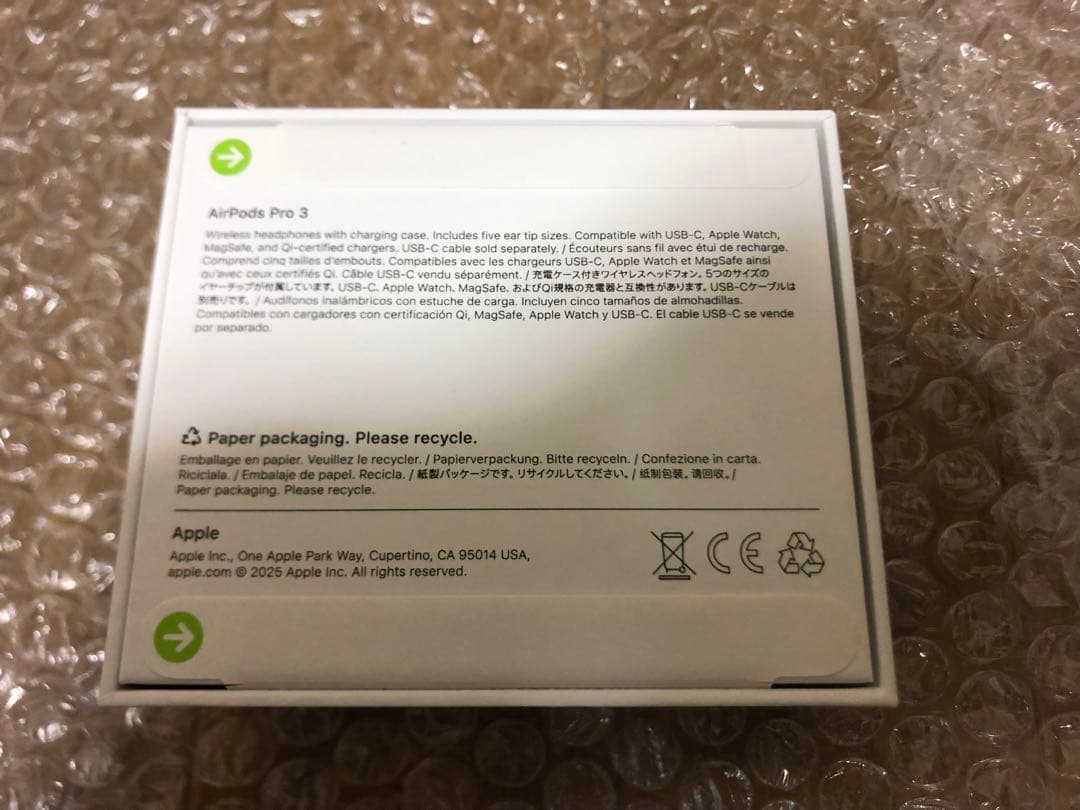 AirPods Pro 3
Wireless headphones with charging case. Includes five ear tip sizes. Compatible with USB-C, Apple Watch,
MagSafe, and Qi-certified chargers. USB-C cable sold separately. / Écouteurs sans fil avec étui de recharge.
Comprend cinq tailles d'embouts. Compatibles avec les chargeurs USB-C, Apple Watch et MagSafe ainsi
qu'avec ceux certifiés Qi. Câble USB-C vendu séparément. / 充電ケース付きワイヤレスヘッドフォン。5つのサイズの
イヤーチップが付属しています。USB-C、Apple Watch、MagSafe、およびQi規格の充電器と互換性があります。USB-Cケーブルは
別売りです。/ Audífonos inalámbricos con estuche de carga. Incluyen cinco tamaños de almohadillas.
Compatibles con cargadores con certificación Qi, MagSafe, Apple Watch y USB-C. El cable USB-C se vende
por separado.
Paper packaging. Please recycle.
Emballage en papier. Veuillez le recycler. / Papierverpackung. Bitte recyceln. / Confezione in carta.
Riciclala. / Embalaje de papel. Recicla. / 紙製パッケージです。リサイクルしてください。/ 纸制包装。请回收。/
Paper packaging. Please recycle.
Apple
Apple Inc., One Apple Park Way, Cupertino, CA 95014 USA,
apple.com © 2025 Apple Inc. All rights reserved.
CE